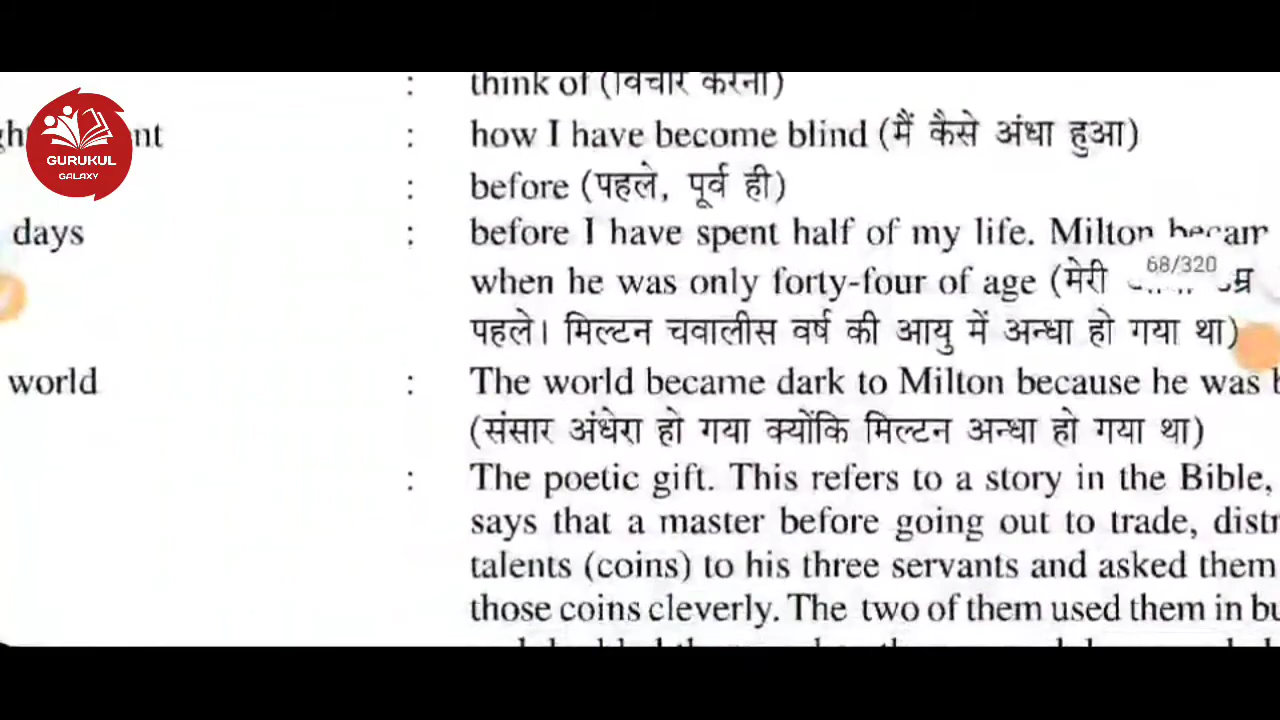 : think of (विचार करना)
: how I have become blind (मैं कैसे अंधा हुआ)
GURUKUL
GALAXY
: before (पहले, पूर्व ही)
days : before I have spent half of my life. Milton
68/320
when he was only forty-four of age (मेरी
पहले। मिल्टन चवालीस वर्ष की आयु में अन्धा हो गया था)
world : The world became dark to Milton because he was
(संसार अंधेरा हो गया क्योंकि मिल्टन अन्धा हो गया था)
: The poetic gift. This refers to a story in the Bible,
says that a master before going out to trade,
talents (coins) to his three servants and asked them
those coins cleverly. The two of them used them in